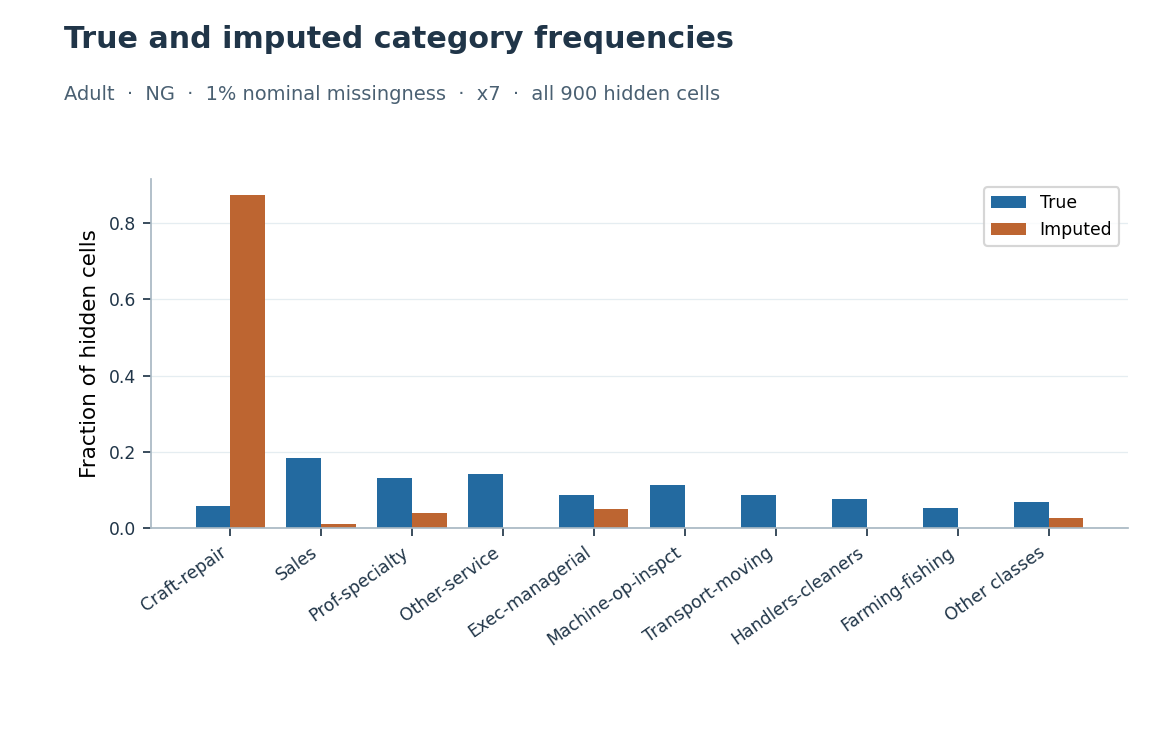 True and imputed category frequencies
Adult · NG · 1% nominal missingness · x7 · all 900 hidden cells
True
Imputed
Fraction of hidden cells
0.8
0.6
0.4
0.2
0.0
Craft-repair
Sales
Prof-specialty
Other-service
Exec-managerial
Machine-op-inspct
Transport-moving
Handlers-cleaners
Farming-fishing
Other classes